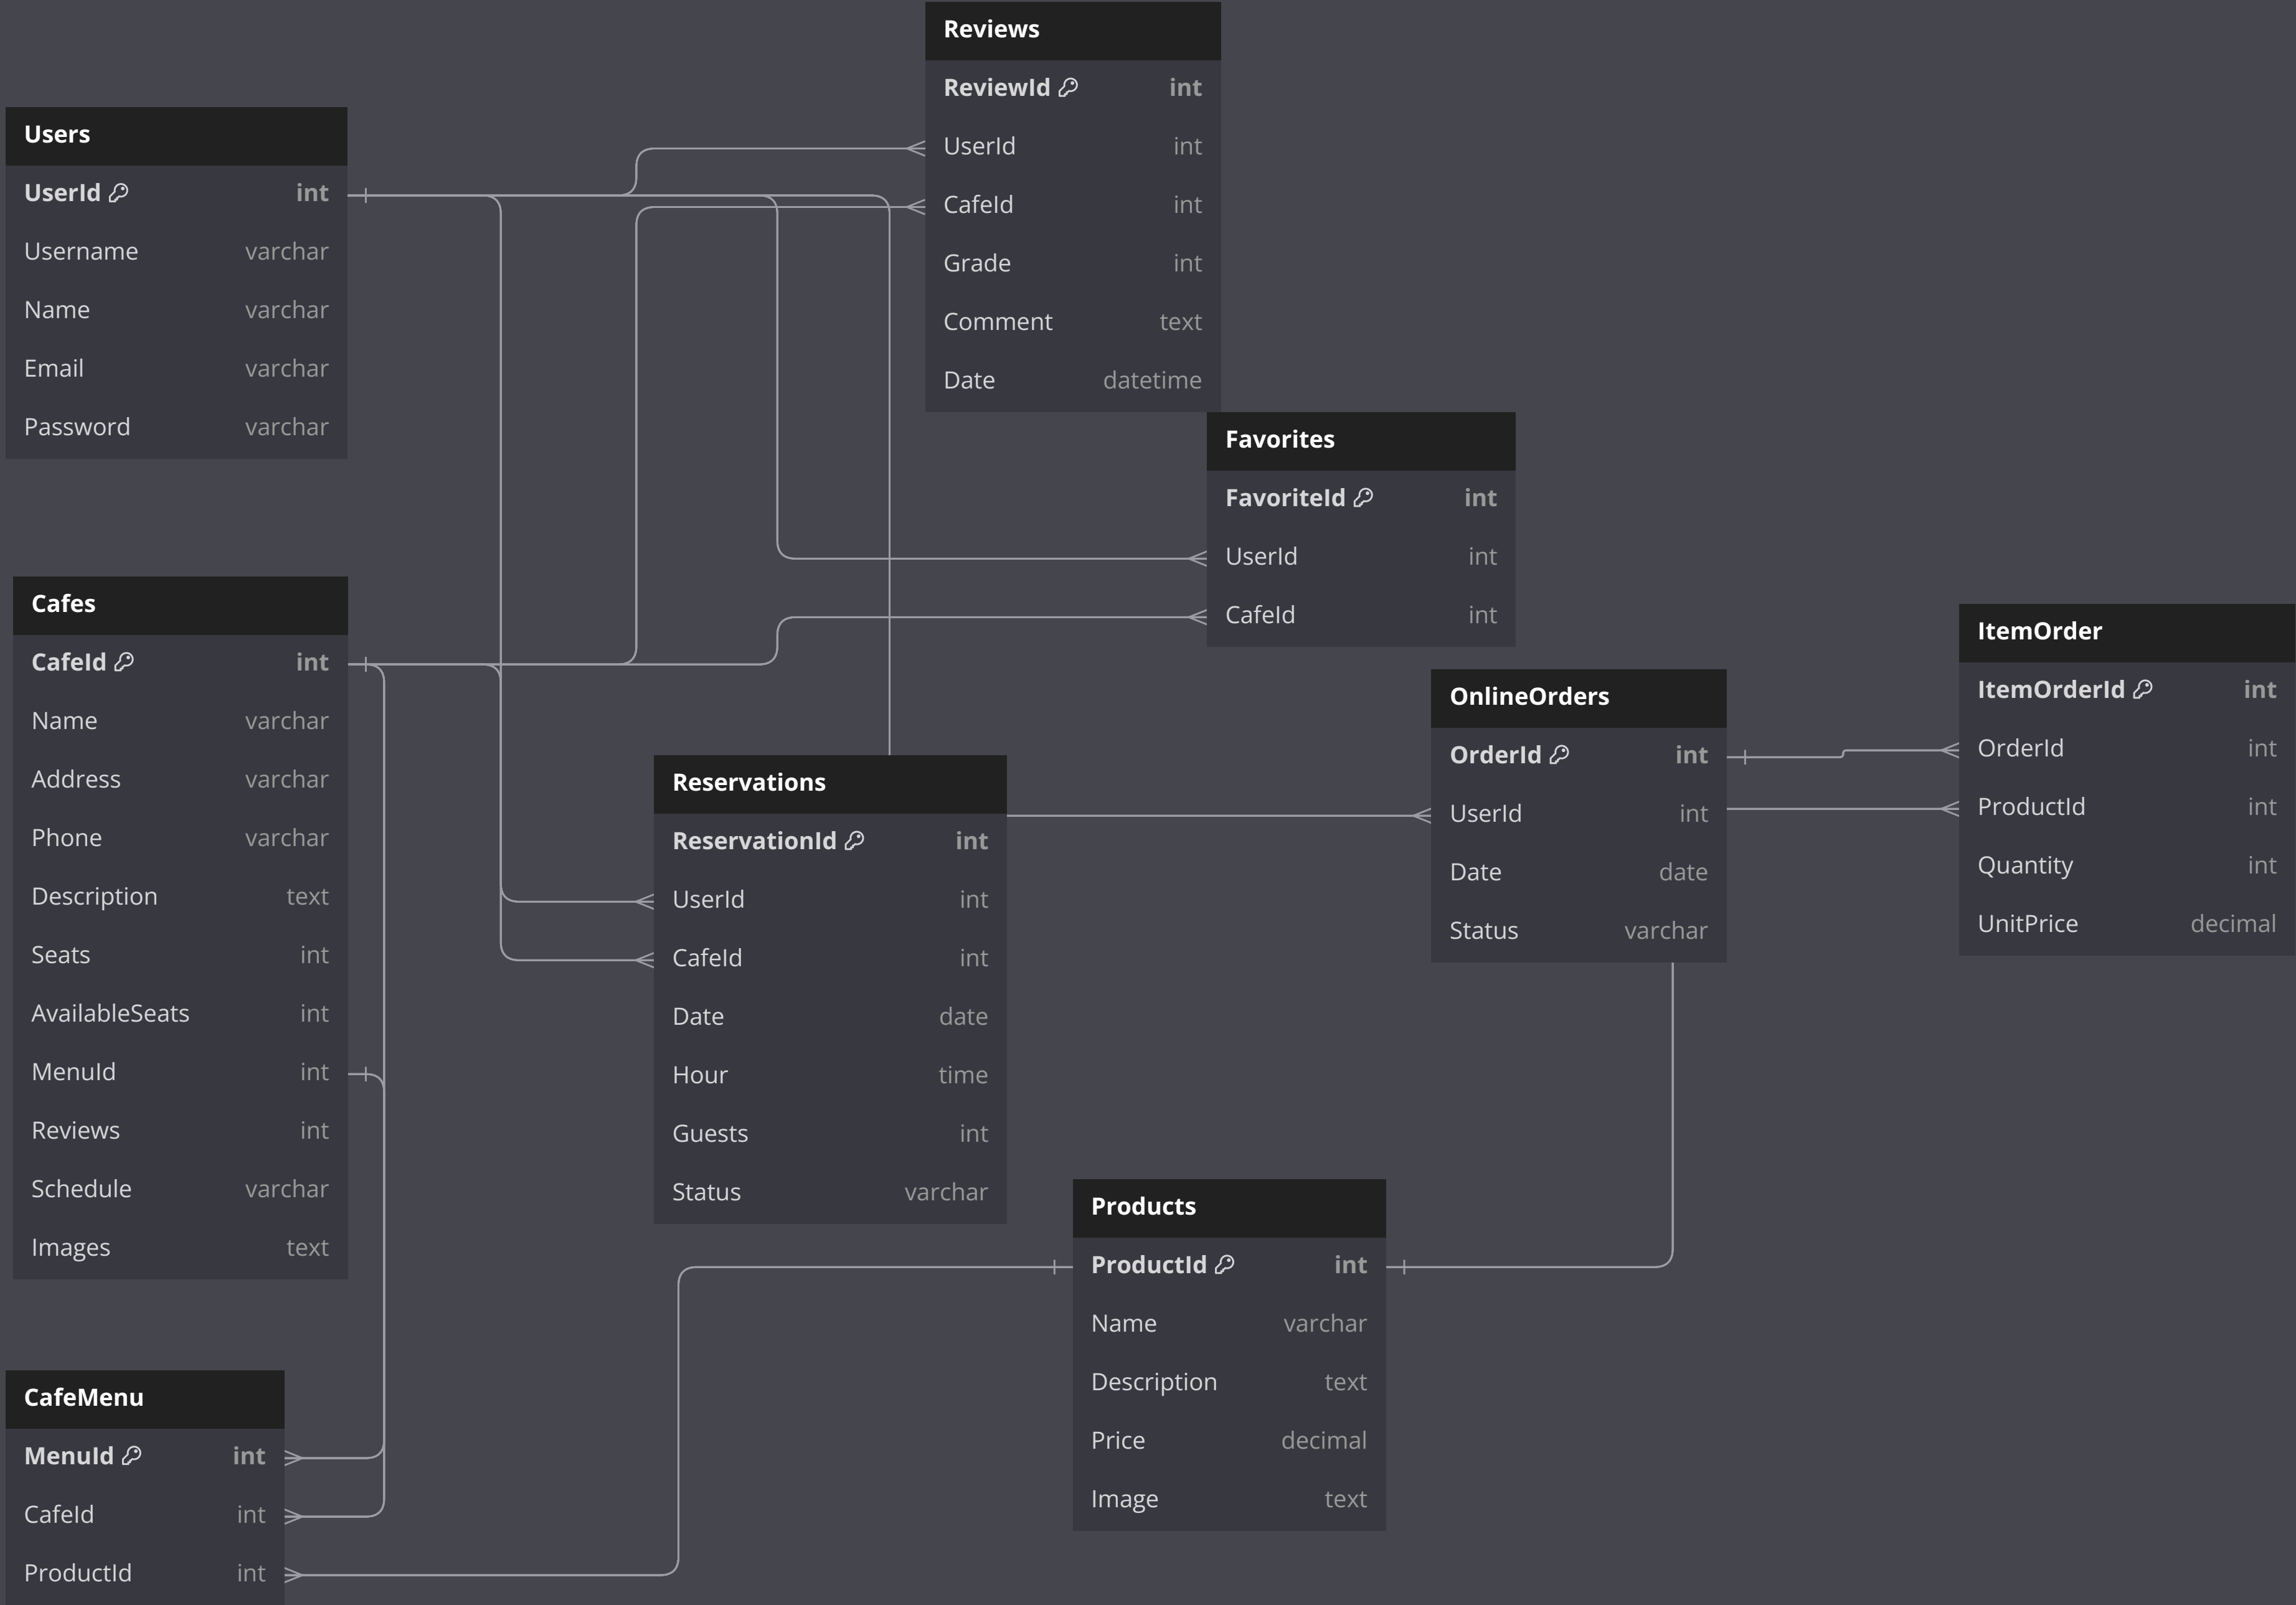 Reviews
ReviewId int
UserId int
CafeId int
Grade int
Comment text
Date datetime
Users
UserId int
Username varchar
Name varchar
Email varchar
Password varchar
Favorites
FavoriteId int
UserId int
CafeId int
Cafes
CafeId int
Name varchar
Address varchar
Phone varchar
Description text
Seats int
AvailableSeats int
MenuId int
Reviews int
Schedule varchar
Images text
ItemOrder
ItemOrderId int
OrderId int
ProductId int
Quantity int
UnitPrice decimal
OnlineOrders
OrderId int
UserId int
Date date
Status varchar
Reservations
ReservationId int
UserId int
CafeId int
Date date
Hour time
Guests int
Status varchar
Products
ProductId int
Name varchar
Description text
Price decimal
Image text
CafeMenu
MenuId int
CafeId int
ProductId int